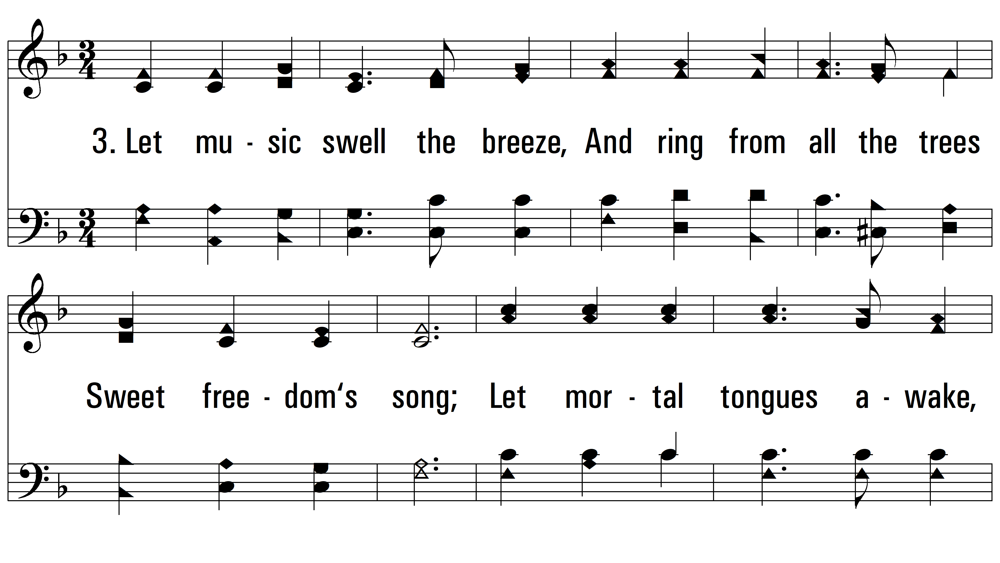 3. Let mu - sic swell the breeze, And ring from all the trees
Sweet free - dom‘s song; Let mor - tal tongues a - wake,